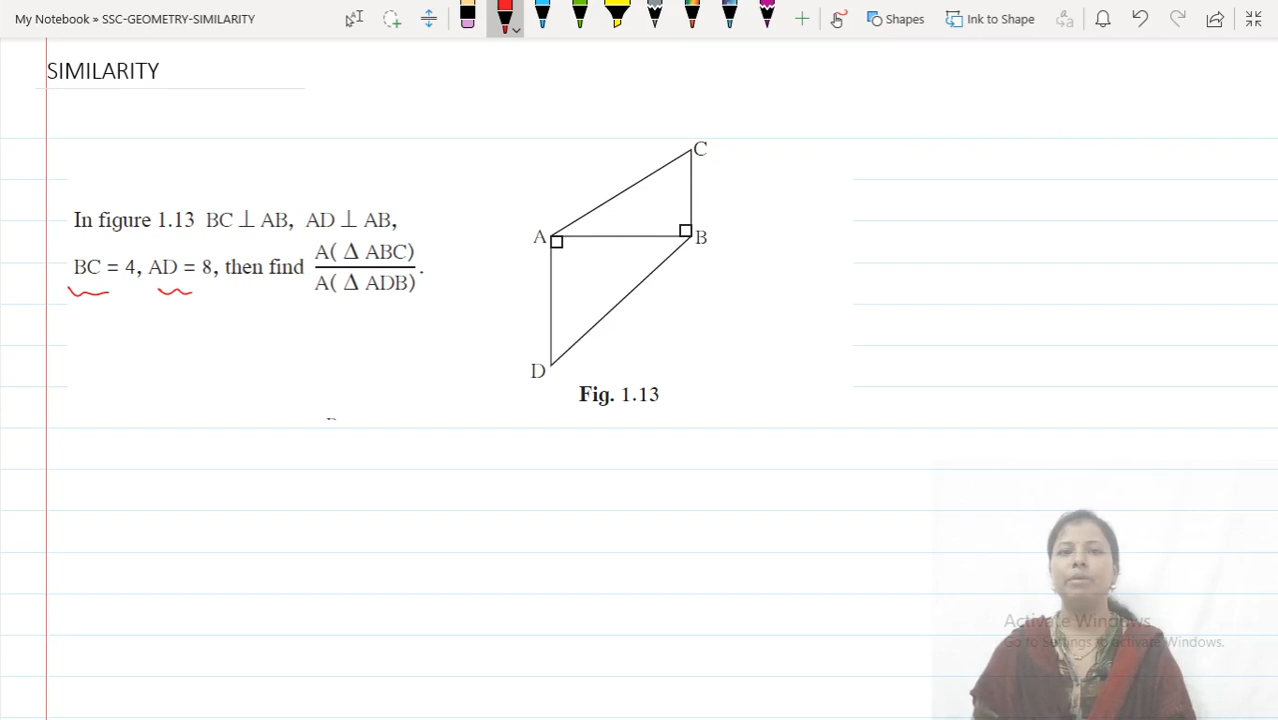 My Notebook » SSC-GEOMETRY-SIMILARITY
Shapes
Ink to Shape
SIMILARITY
C
In figure 1.13 BC ⊥ AB, AD ⊥ AB,
A
B
BC = 4, AD = 8, then find A( Δ ABC) / A( Δ ADB) .
D
Fig. 1.13
Activate Windows
Go to Settings to activate Windows.